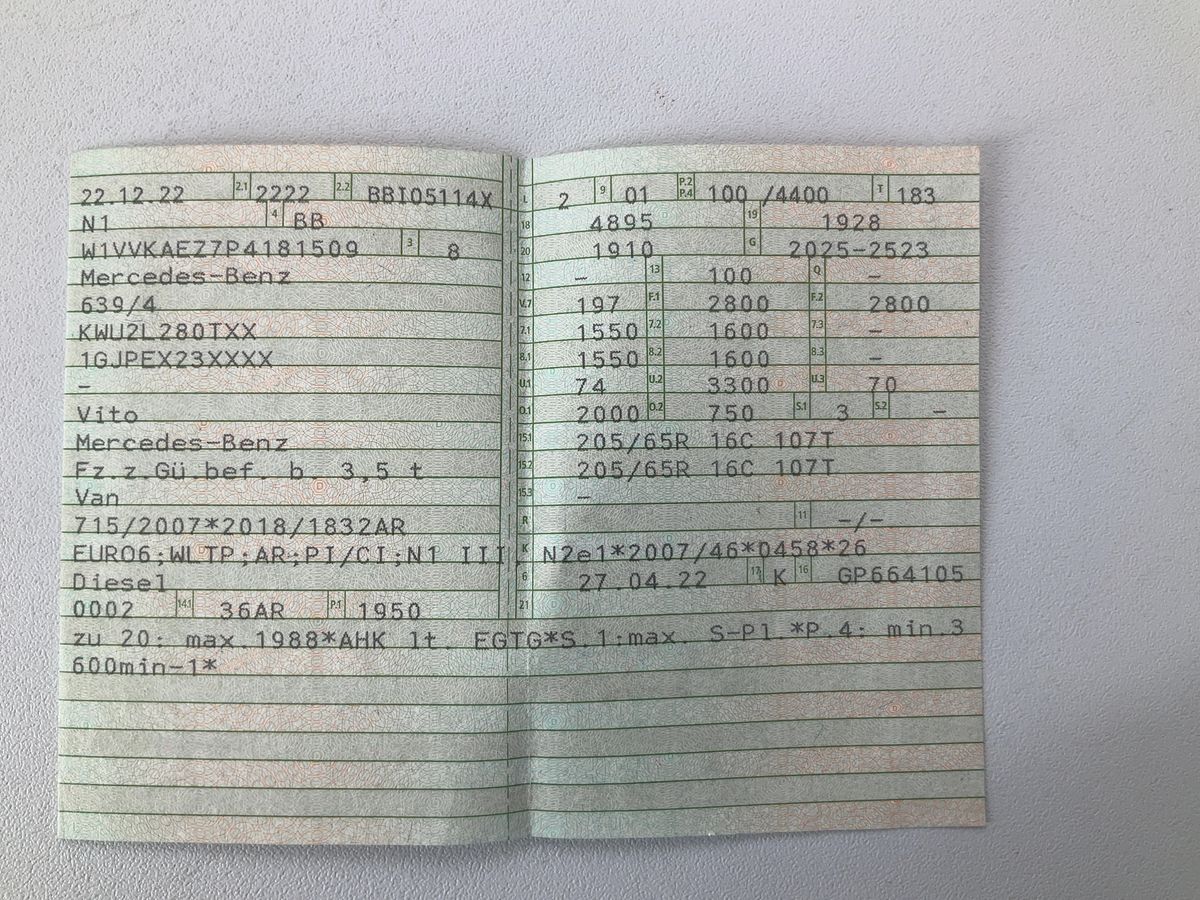 22.12.22 2.1 2222 2.2 BBI05114X
N1 4 BB
W1VVKAEZ7P4181509 3 8
Mercedes-Benz
639/4
KWU2L280TXX
1GJPEX23XXXX
–
Vito
Mercedes-Benz
Fz.z.Gü.bef. b. 3,5 t
Van
715/2007*2018/1832AR
EURO6;WLTP;AR;PI/CI;N1 III, N2
Diesel
0002 14.1 36AR P.1 1950
L 2 9 01 P.2 P.4 100 /4400 T 183
18 4895 19 1928
20 1910 G 2025-2523
12 – 13 100 Q –
V.7 197 F.1 2800 F.2 2800
7.1 1550 7.2 1600 7.3 –
8.1 1550 8.2 1600 8.3 –
U.1 74 U.2 3300 U.3 70
O.1 2000 O.2 750 S.1 3 S.2 –
15.1 205/65R 16C 107T
15.2 205/65R 16C 107T
15.3 –
R 11 –/–
K e1*2007/46*0458*26
6 27.04.22 17 K 16 GP664105
21
zu 20: max.1988*AHK lt. EGTG*S.1:max. S-Pl.*P.4: min.3
600min-1*